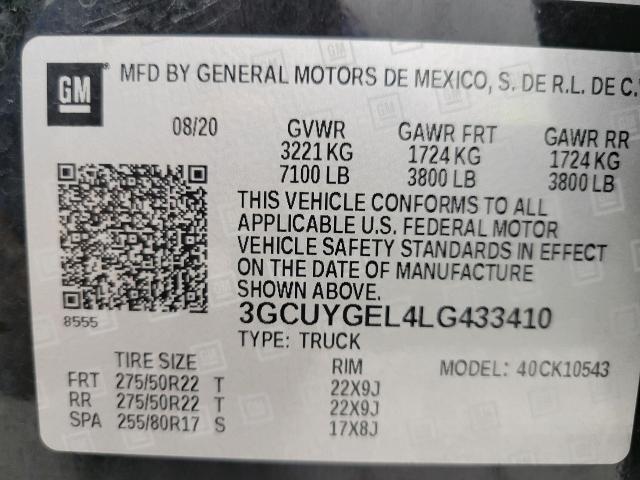 GM
MFD BY GENERAL MOTORS DE MEXICO, S. DE R.L. DE C.
08/20 GVWR GAWR FRT GAWR RR
3221 KG 1724 KG 1724 KG
7100 LB 3800 LB 3800 LB
THIS VEHICLE CONFORMS TO ALL
APPLICABLE U.S. FEDERAL MOTOR
VEHICLE SAFETY STANDARDS IN EFFECT
ON THE DATE OF MANUFACTURE
SHOWN ABOVE.
8555
3GCUYGEL4LG433410
TYPE: TRUCK
TIRE SIZE RIM MODEL: 40CK10543
FRT 275/50R22 T 22X9J
RR 275/50R22 T 22X9J
SPA 255/80R17 S 17X8J